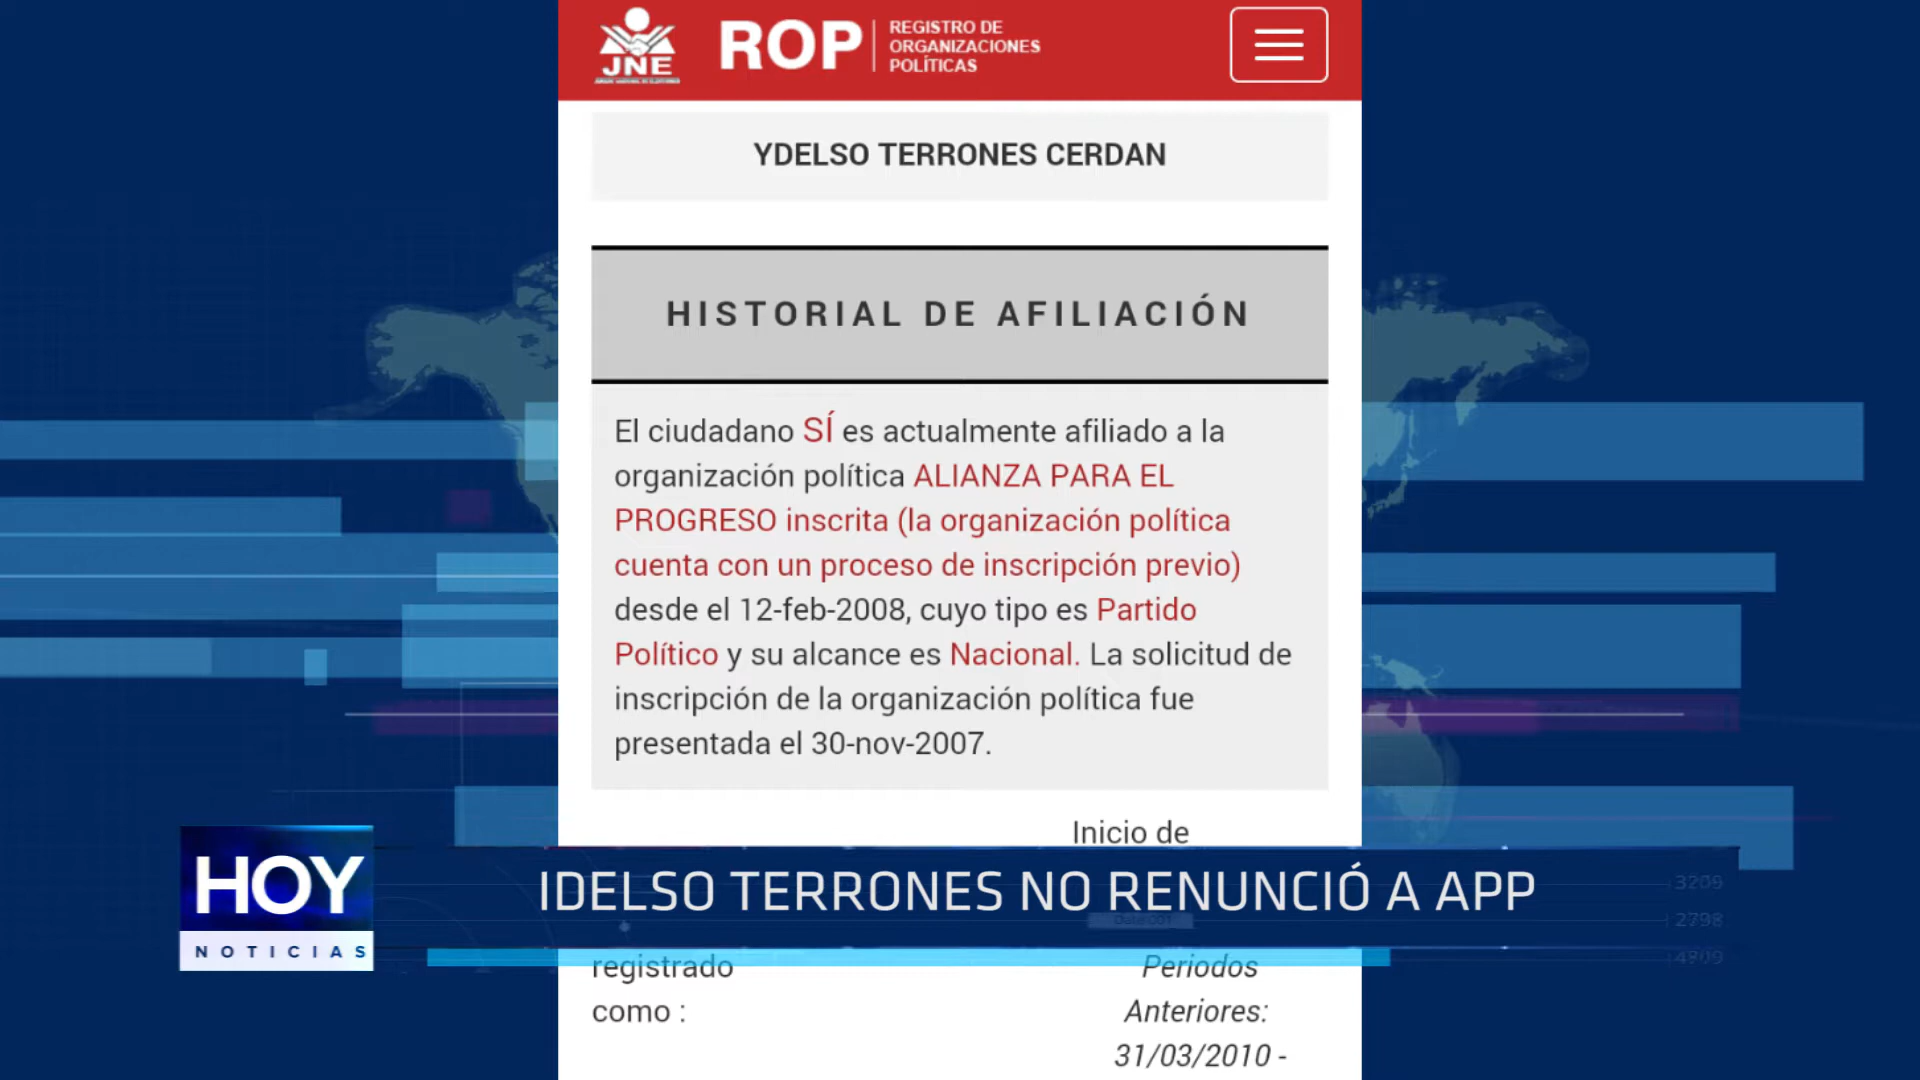 JNE
ROP
REGISTRO DE
ORGANIZACIONES
POLÍTICAS
YDELSO TERRONES CERDAN
HISTORIAL DE AFILIACIÓN
El ciudadano SÍ es actualmente afiliado a la
organización política ALIANZA PARA EL
PROGRESO inscrita (la organización política
cuenta con un proceso de inscripción previo)
desde el 12-feb-2008, cuyo tipo es Partido
Político y su alcance es Nacional. La solicitud de
inscripción de la organización política fue
presentada el 30-nov-2007.
Inicio de
HOY
NOTICIAS
IDELSO TERRONES NO RENUNCIÓ A APP
3209
2798
4909
registrado
como :
Periodos
Anteriores:
31/03/2010 -